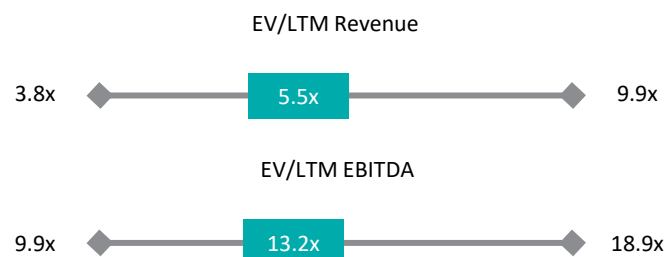 EV/LTM Revenue
3.8x 5.5x 9.9x
EV/LTM EBITDA
9.9x 13.2x 18.9x